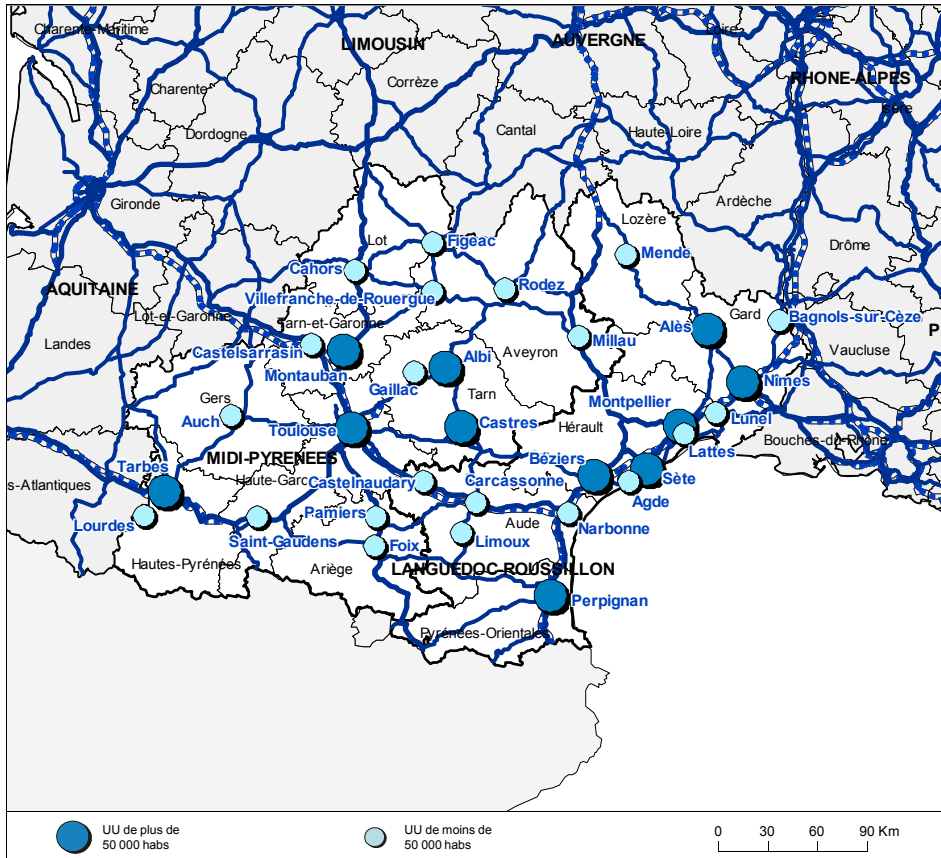 Charente-Maritime
LIMOUSIN
AUVERGNE
Loire
RHONE-ALPES
Charente
Corrèze
Isère
Dordogne
Cantal
Haute-Loire
Ardèche
Gironde
Lozère
Lot
Figeac
Mende
Drôme
Cahors
AQUITAINE
Villefranche-de-Rouergue
Rodez
Gard
Lot-et-Garonne
Tarn-et-Garonne
Bagnols-sur-Cèze
P
Landes
Castelsarrasin
Alès
Millau
Vaucluse
Aveyron
Montauban
Albi
Gaillac
Nîmes
Gers
Tarn
Montpellier
Auch
Lunel
Toulouse
Castres
Hérault
Bouches-du-Rhône
Lattes
MIDI-PYRENEES
Béziers
Tarbes
Haute-Garo
Castelnaudary
Carcassonne
Sète
s-Atlantiques
Agde
Pamiers
Aude
Narbonne
Lourdes
Saint-Gaudens
Foix
Limoux
Hautes-Pyrénées
Ariège
LANGUEDOC-ROUSSILLON
Perpignan
Pyrénées-Orientales
UU de plus de
50 000 habs
UU de moins de
50 000 habs
0 30 60 90 Km